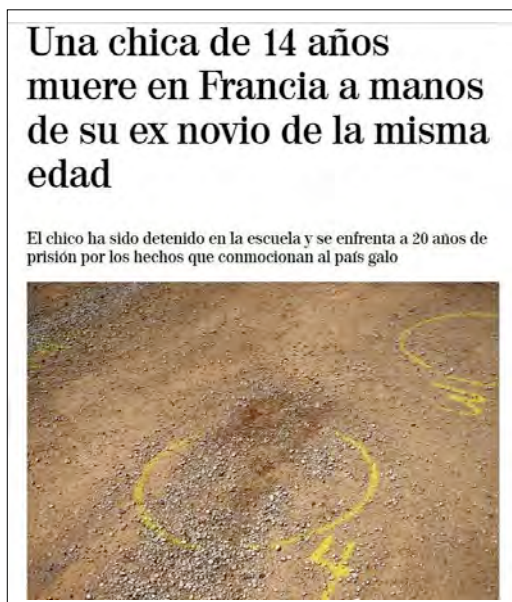 Una chica de 14 años
muere en Francia a manos
de su ex novio de la misma
edad
El chico ha sido detenido en la escuela y se enfrenta a 20 años de
prisión por los hechos que conmocionan al país galo